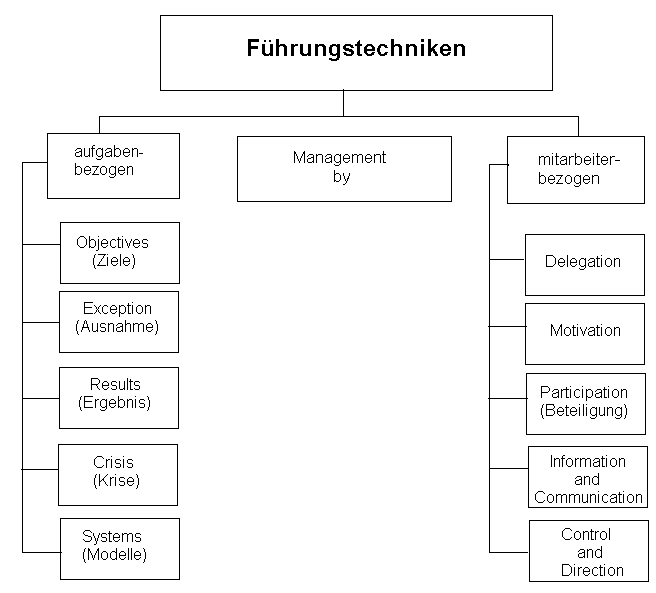 Führungstechniken
aufgaben-
bezogen
Management
by
mitarbeiter-
bezogen
Objectives
(Ziele)
Exception
(Ausnahme)
Results
(Ergebnis)
Crisis
(Krise)
Systems
(Modelle)
Delegation
Motivation
Participation
(Beteiligung)
Information
and
Communication
Control
and
Direction